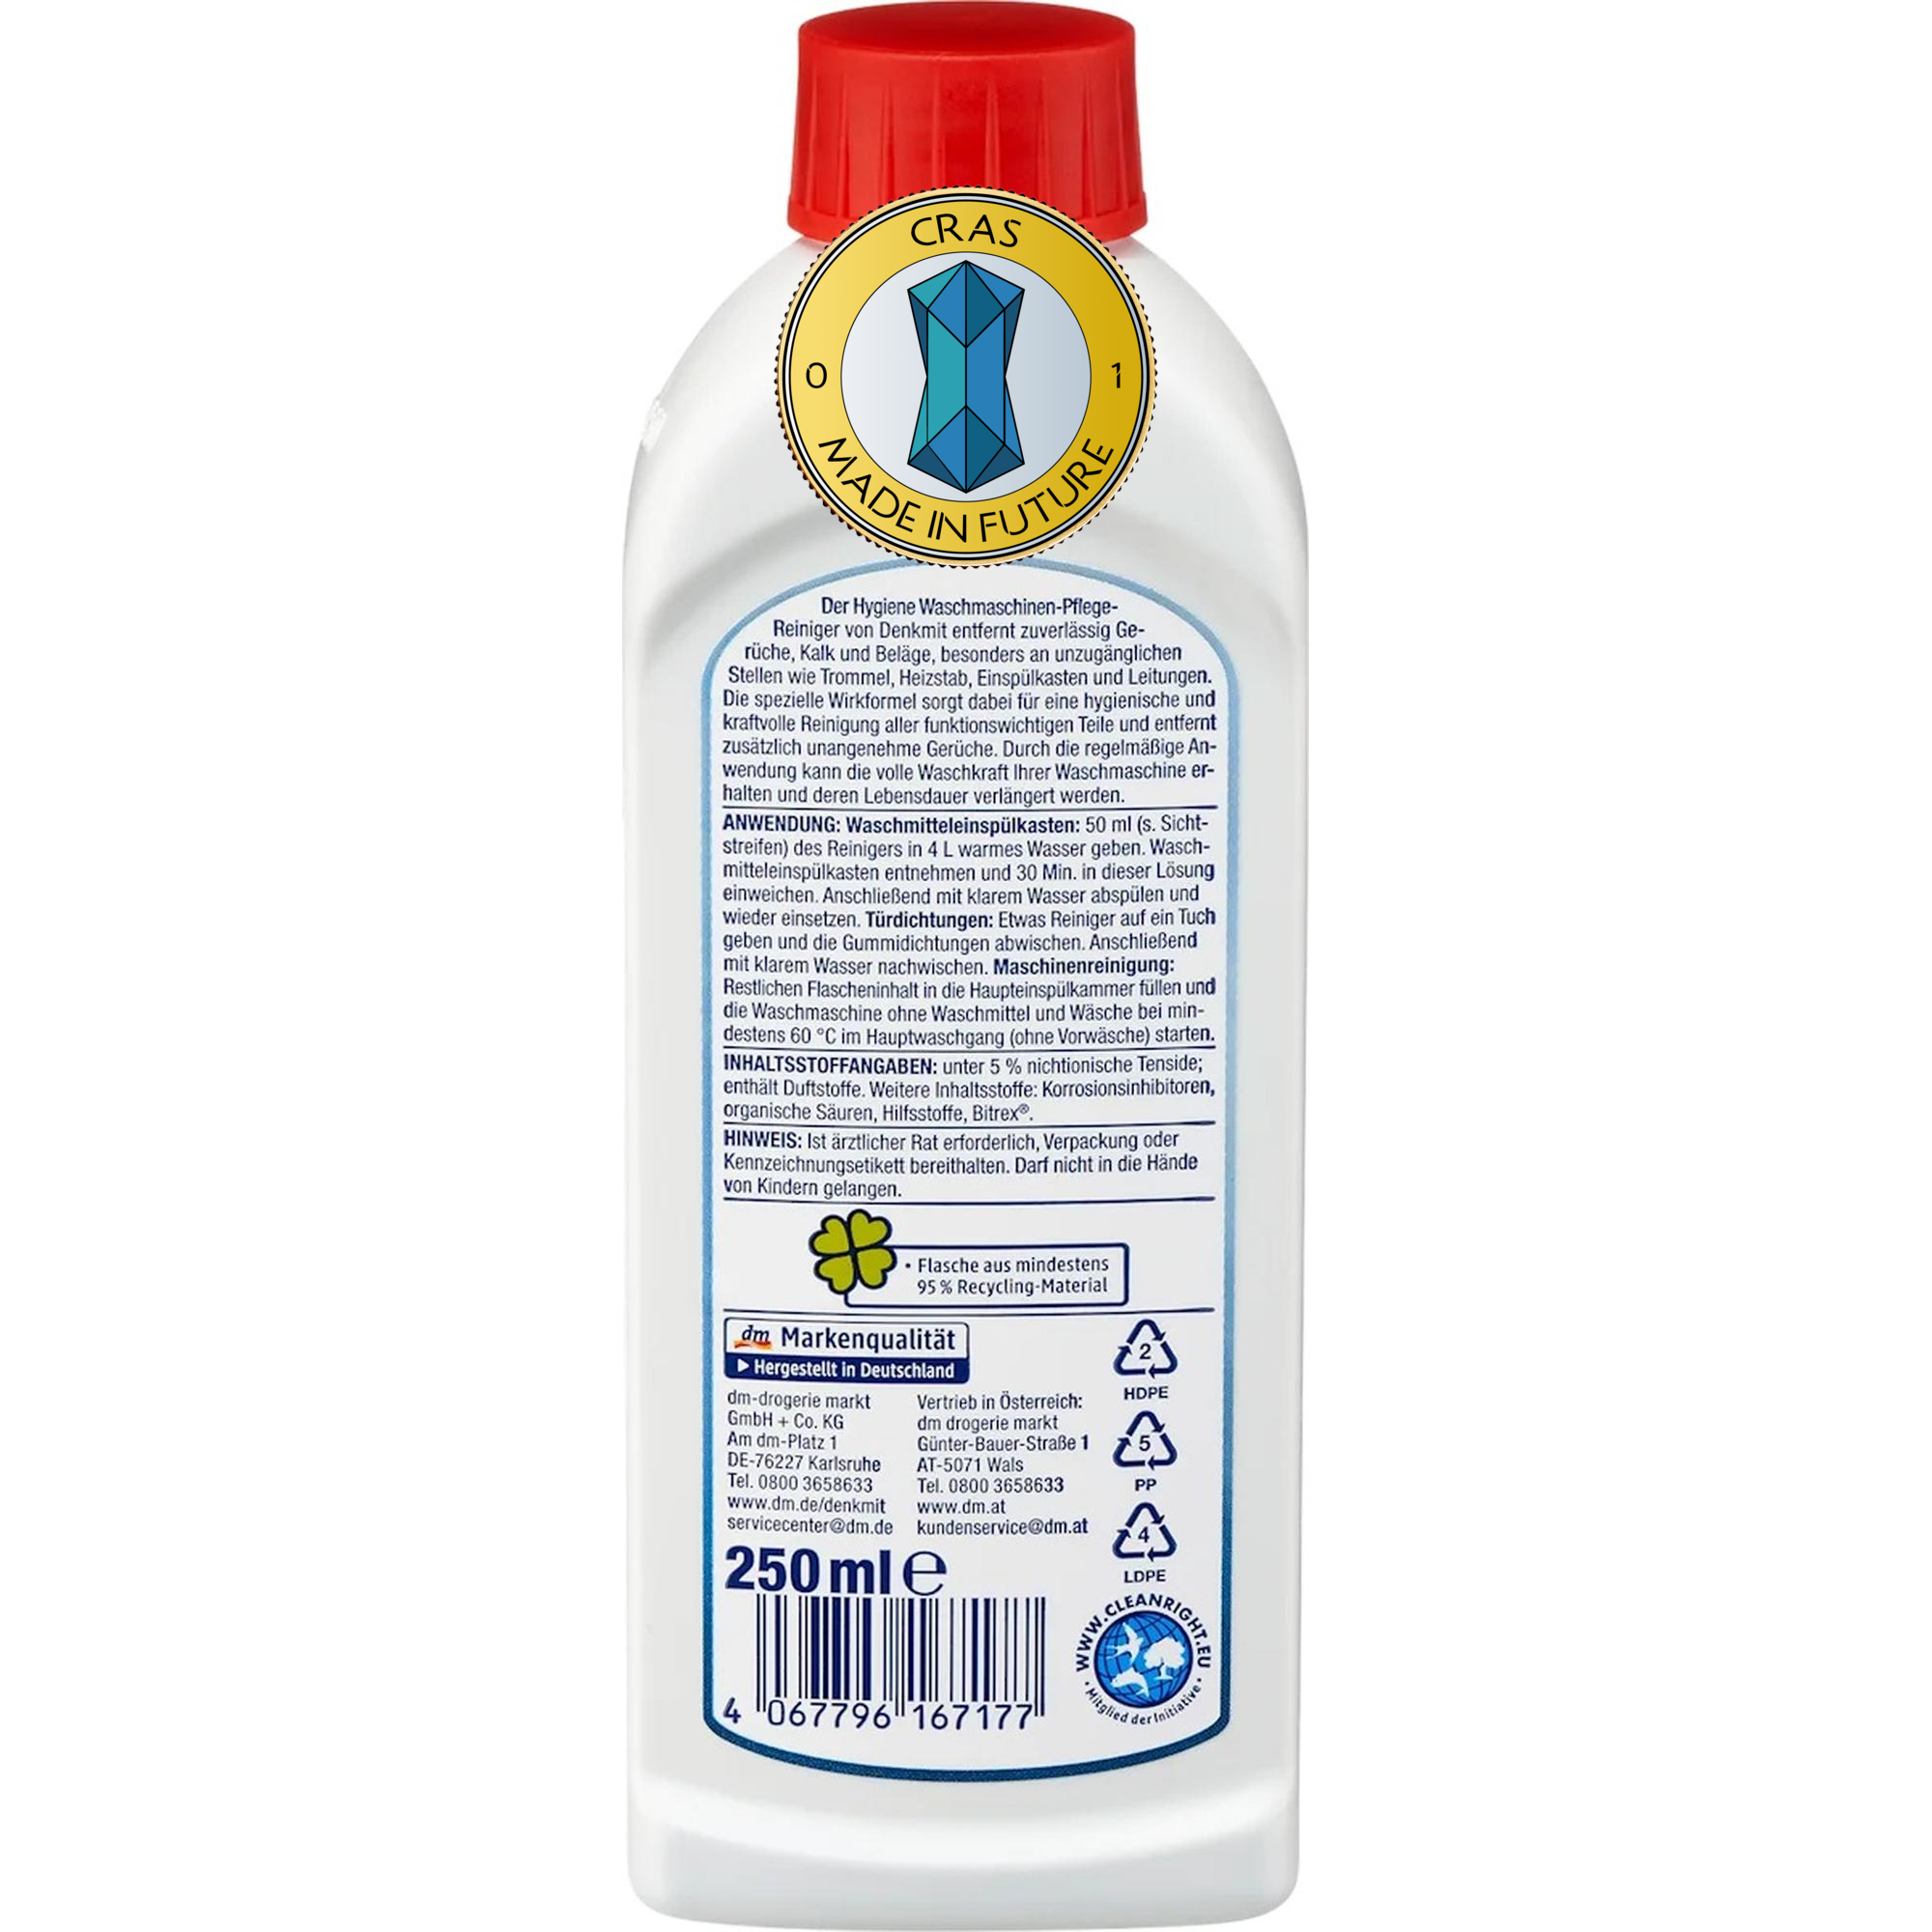 CRAS
0 1
MADE IN FUTURE
Der Hygiene Waschmaschinen-Pflege-
Reiniger von Denkmit entfernt zuverlässig Ge-
rüche, Kalk und Beläge, besonders an unzugänglichen
Stellen wie Trommel, Heizstab, Einspülkasten und Leitungen.
Die spezielle Wirkformel sorgt dabei für eine hygienische und
kraftvolle Reinigung aller funktionswichtigen Teile und entfernt
zusätzlich unangenehme Gerüche. Durch die regelmäßige An-
wendung kann die volle Waschkraft Ihrer Waschmaschine er-
halten und deren Lebensdauer verlängert werden.
ANWENDUNG: Waschmitteleinspülkasten: 50 ml (s. Sicht-
streifen) des Reinigers in 4 L warmes Wasser geben. Wasch-
mitteleinspülkasten entnehmen und 30 Min. in dieser Lösung
einweichen. Anschließend mit klarem Wasser abspülen und
wieder einsetzen. Türdichtungen: Etwas Reiniger auf ein Tuch
geben und die Gummidichtungen abwischen. Anschließend
mit klarem Wasser nachwischen. Maschinenreinigung:
Restlichen Flascheninhalt in die Haupteinspülkammer füllen und
die Waschmaschine ohne Waschmittel und Wäsche bei min-
destens 60 °C im Hauptwaschgang (ohne Vorwäsche) starten.
INHALTSSTOFFANGABEN: unter 5 % nichtionische Tenside;
enthält Duftstoffe. Weitere Inhaltsstoffe: Korrosionsinhibitoren,
organische Säuren, Hilfsstoffe, Bitrex®.
HINWEIS: Ist ärztlicher Rat erforderlich, Verpackung oder
Kennzeichnungsetikett bereithalten. Darf nicht in die Hände
von Kindern gelangen.
• Flasche aus mindestens
95 % Recycling-Material
dm Markenqualität
Hergestellt in Deutschland
dm-drogerie markt
GmbH + Co. KG
Am dm-Platz 1
DE-76227 Karlsruhe
Tel. 0800 3658633
www.dm.de/denkmit
servicecenter@dm.de
Vertrieb in Österreich:
dm drogerie markt
Günter-Bauer-Straße 1
AT-5071 Wals
Tel. 0800 3658633
www.dm.at
kundenservice@dm.at
2
HDPE
5
PP
4
LDPE
250 ml e
4 067796 167177
WWW.CLEANRIGHT.EU
• Mitglied der Initiative •